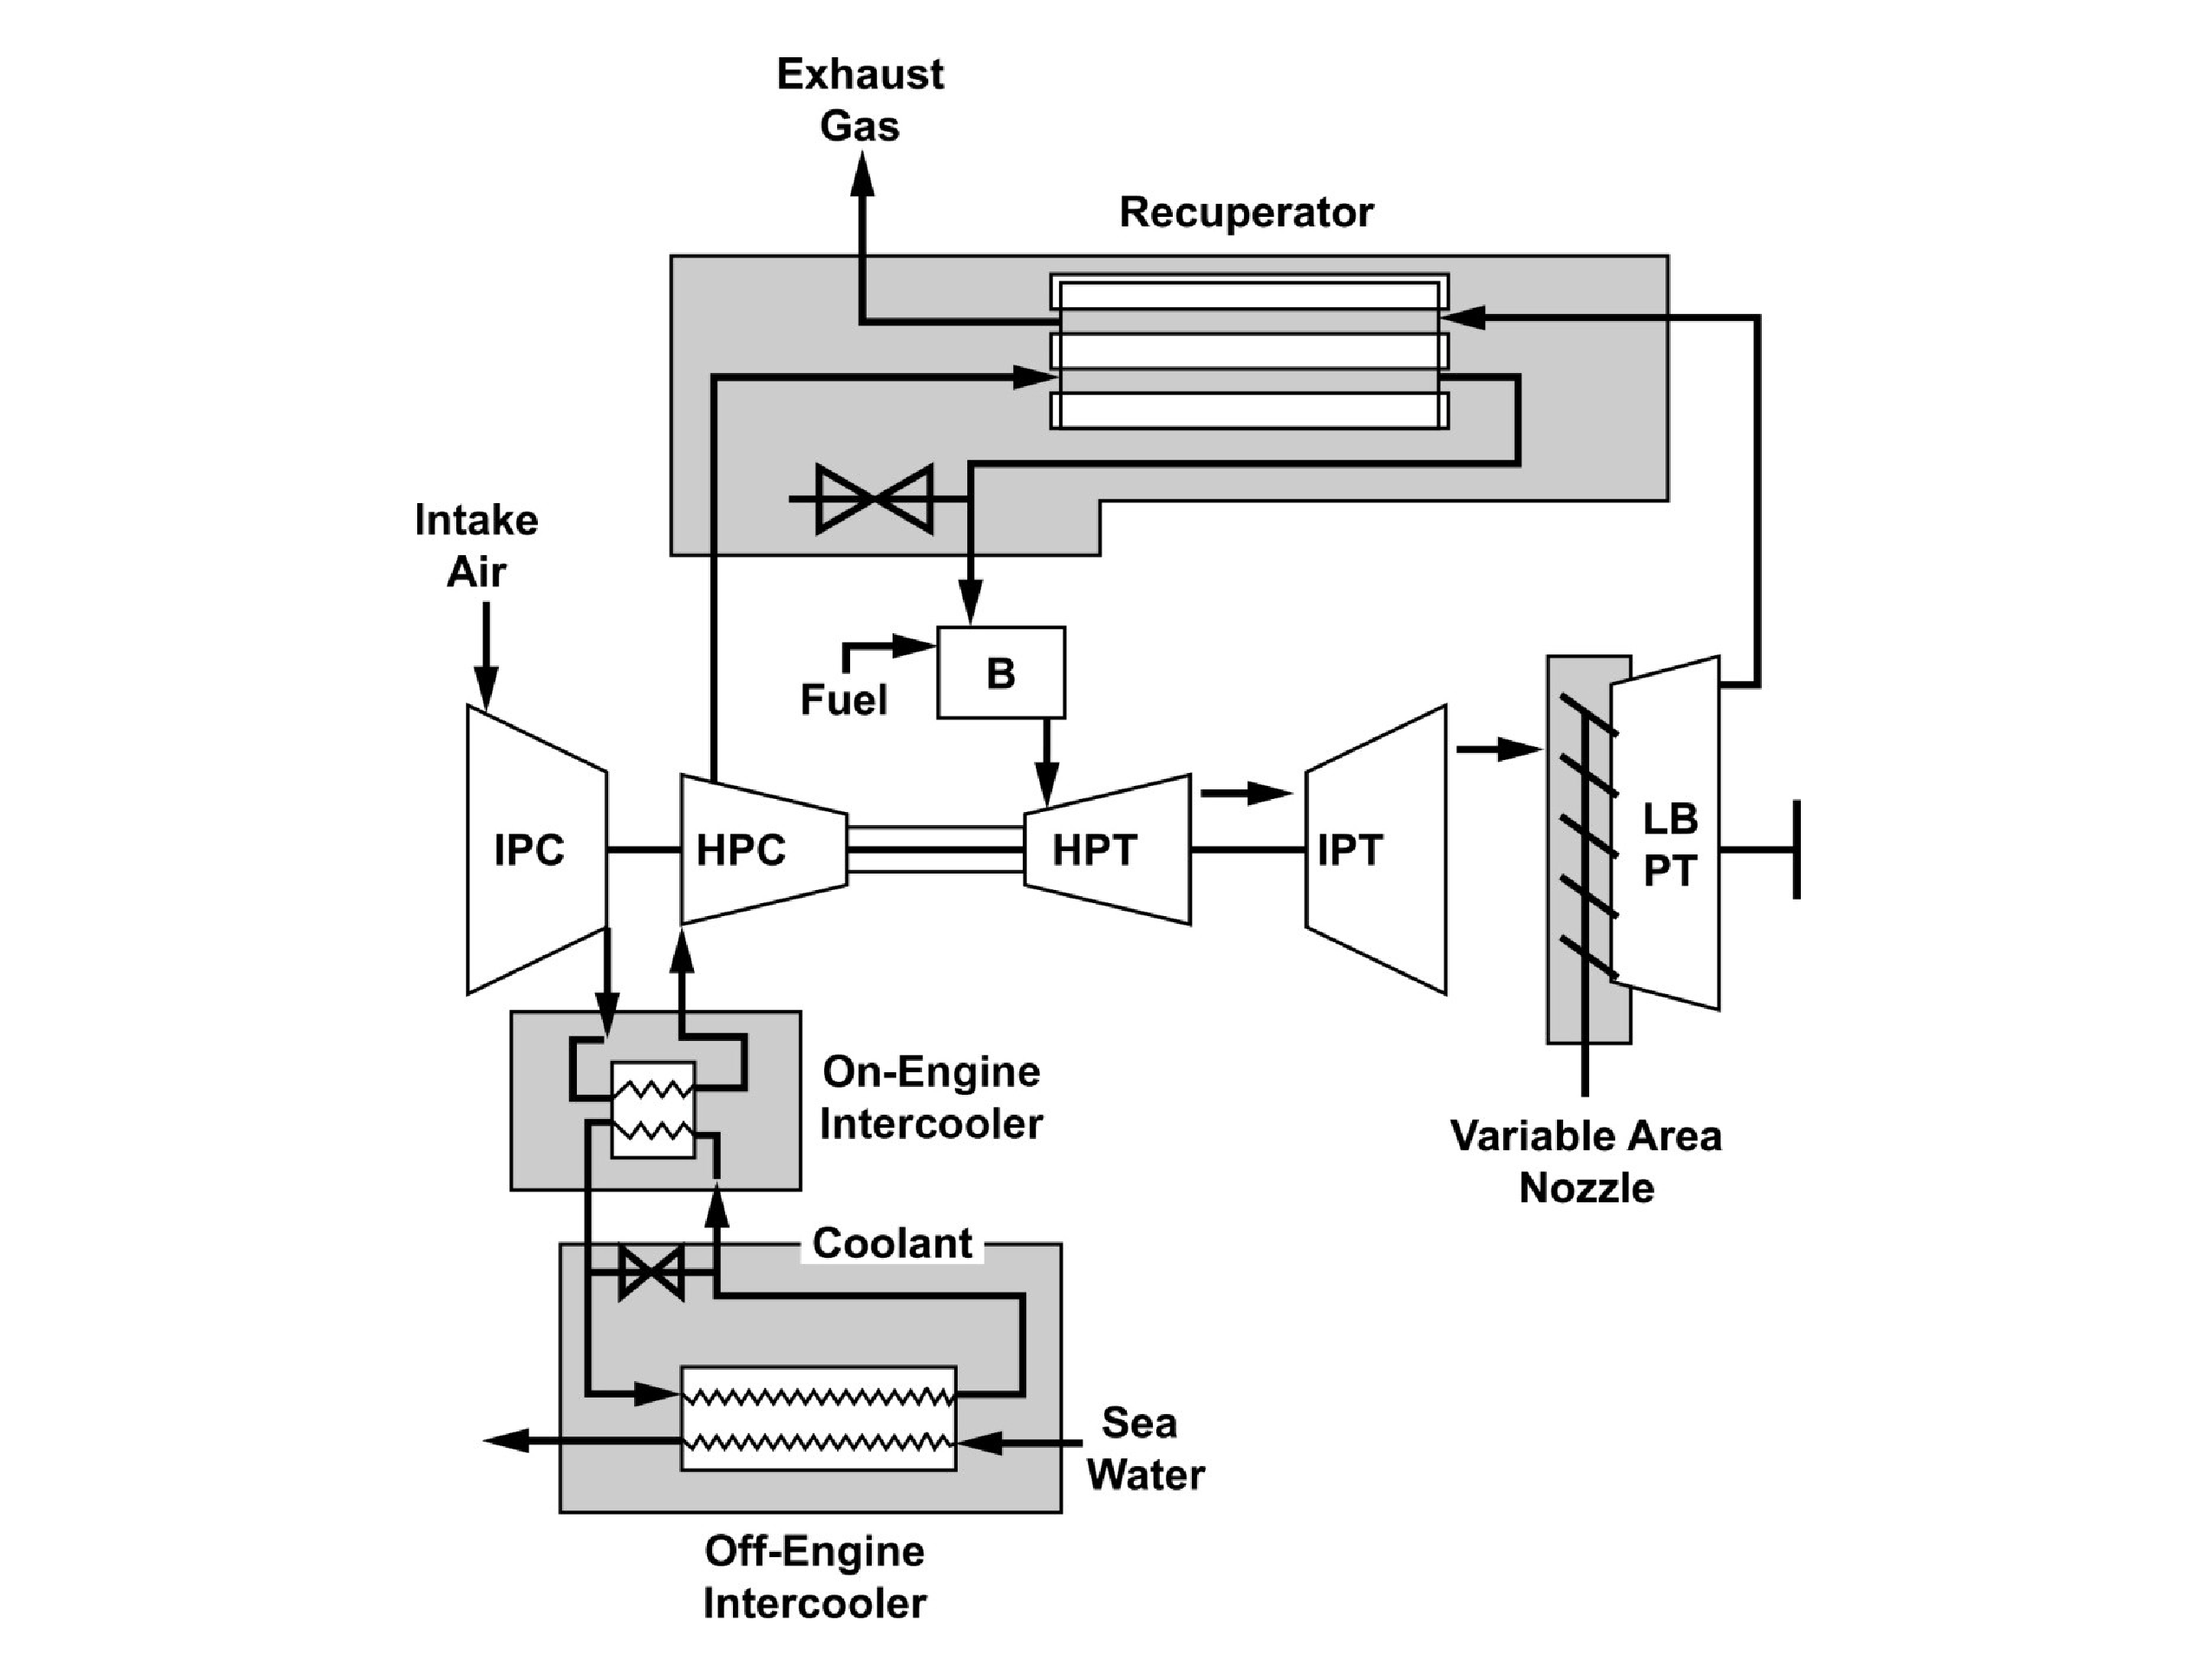 Exhaust
Gas
Recuperator
Intake
Air
Fuel
B
IPC
HPC
HPT
IPT
LB
PT
On-Engine
Intercooler
Variable Area
Nozzle
Coolant
Sea
Water
Off-Engine
Intercooler